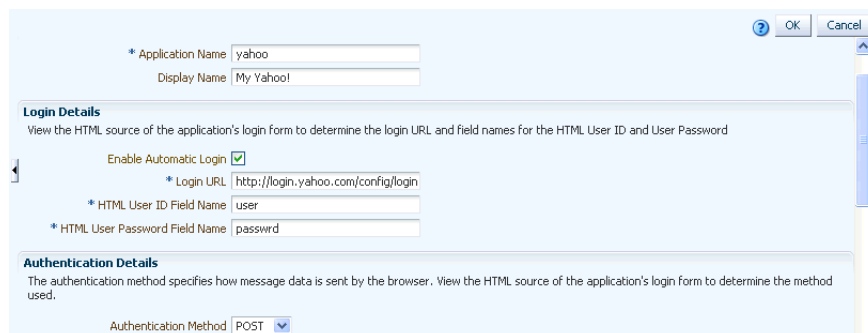 ? OK Cancel
* Application Name yahoo
Display Name My Yahoo!
Login Details
View the HTML source of the application's login form to determine the login URL and field names for the HTML User ID and User Password
Enable Automatic Login
* Login URL http://login.yahoo.com/config/login
* HTML User ID Field Name user
* HTML User Password Field Name passwrd
Authentication Details
The authentication method specifies how message data is sent by the browser. View the HTML source of the application's login form to determine the method
used.
Authentication Method POST